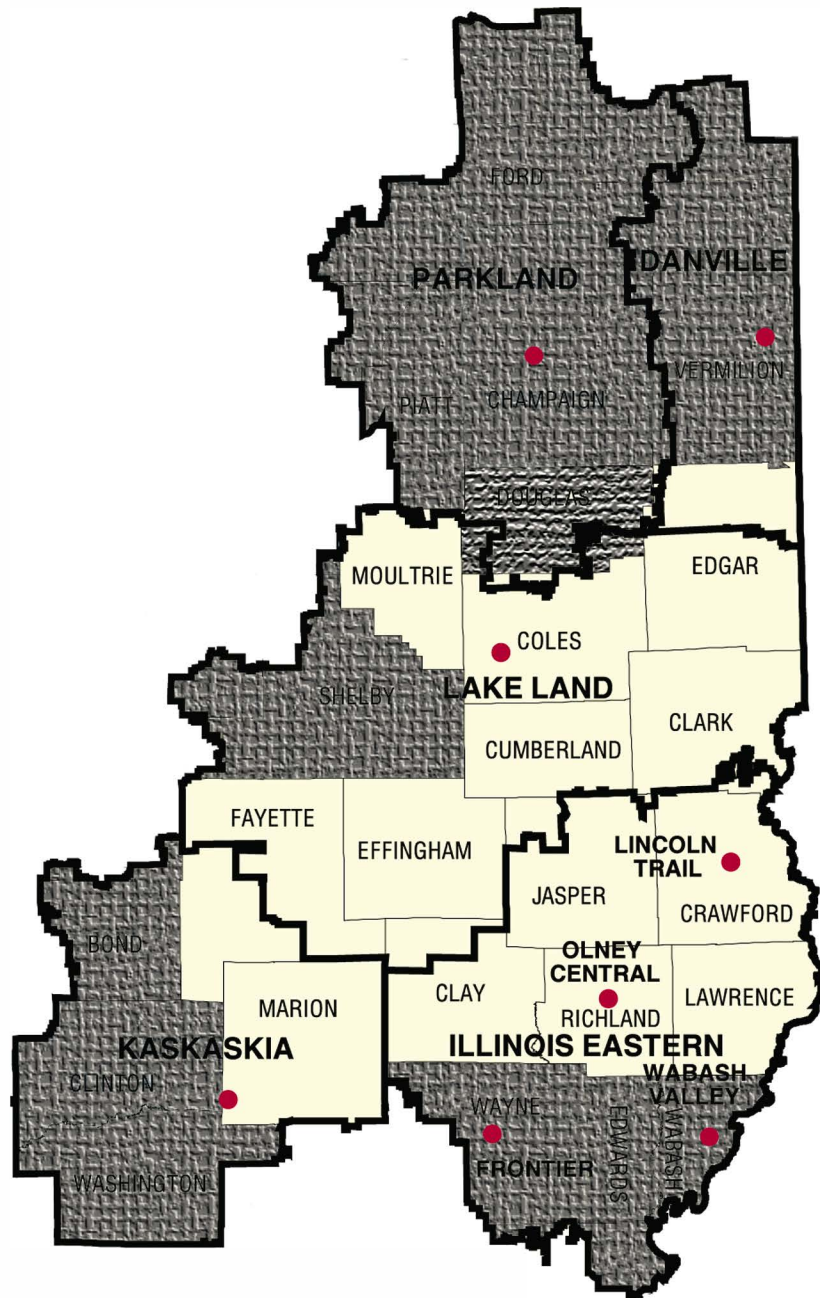 FORD
DANVILLE
PARKLAND
VERMILION
PIATT
CHAMPAIGN
DOUGLAS
EDGAR
MOULTRIE
COLES
SHELBY
LAKE LAND
CLARK
CUMBERLAND
FAYETTE
EFFINGHAM
LINCOLN
TRAIL
JASPER
CRAWFORD
BOND
OLNEY
CENTRAL
CLAY
LAWRENCE
MARION
RICHLAND
KASKASKIA
ILLINOIS EASTERN
WABASH
VALLEY
CLINTON
WAYNE
EDWARDS
WABASH
FRONTIER
WASHINGTON